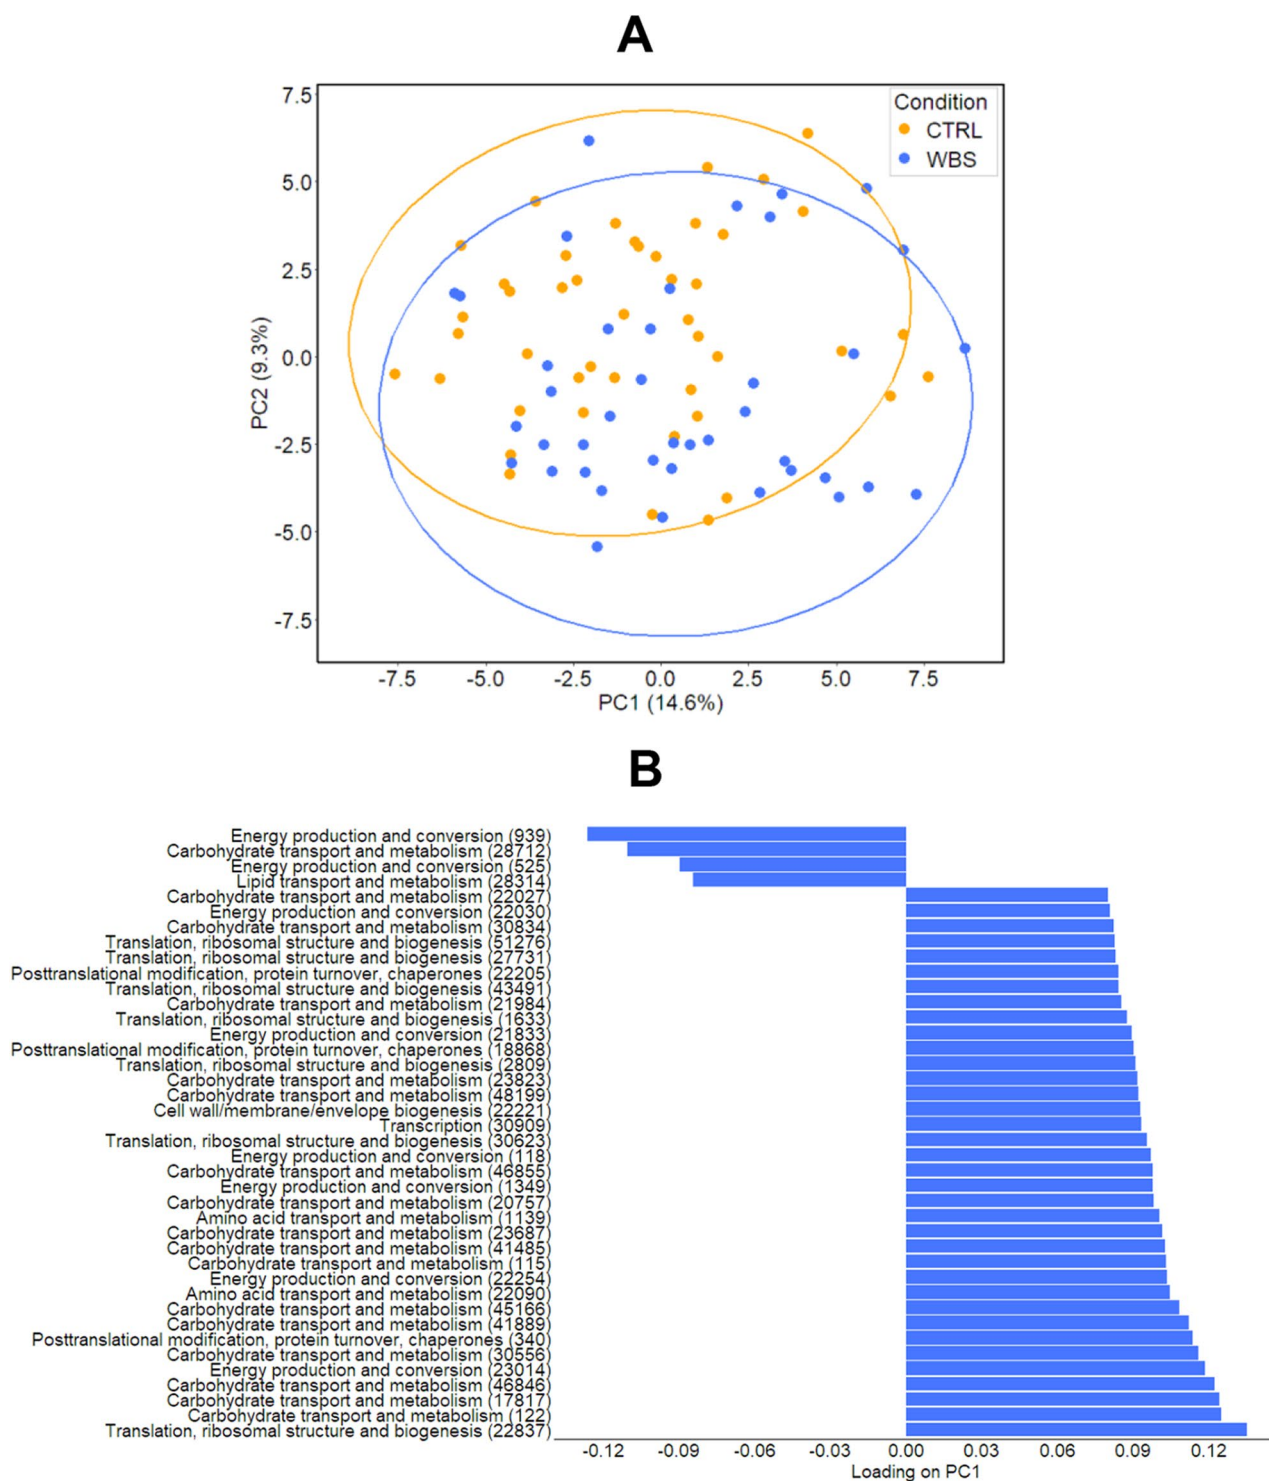 A
7.5
5.0
2.5
0.0
-2.5
-5.0
-7.5
PC2 (9.3%)
Condition
CTRL
WBS
-7.5 -5.0 -2.5 0.0 2.5 5.0 7.5
PC1 (14.6%)
B
Energy production and conversion (939)
Carbohydrate transport and metabolism (28712)
Energy production and conversion (525)
Lipid transport and metabolism (28314)
Carbohydrate transport and metabolism (22027)
Energy production and conversion (22030)
Carbohydrate transport and metabolism (30834)
Translation, ribosomal structure and biogenesis (51276)
Translation, ribosomal structure and biogenesis (27731)
Posttranslational modification, protein turnover, chaperones (22205)
Translation, ribosomal structure and biogenesis (43491)
Carbohydrate transport and metabolism (21984)
Translation, ribosomal structure and biogenesis (1633)
Energy production and conversion (21833)
Posttranslational modification, protein turnover, chaperones (18868)
Translation, ribosomal structure and biogenesis (2809)
Carbohydrate transport and metabolism (23823)
Carbohydrate transport and metabolism (48199)
Cell wall/membrane/envelope biogenesis (22221)
Transcription (30909)
Translation, ribosomal structure and biogenesis (30623)
Energy production and conversion (118)
Carbohydrate transport and metabolism (46855)
Energy production and conversion (1349)
Carbohydrate transport and metabolism (20757)
Amino acid transport and metabolism (1139)
Carbohydrate transport and metabolism (23687)
Carbohydrate transport and metabolism (41485)
Carbohydrate transport and metabolism (115)
Energy production and conversion (22254)
Amino acid transport and metabolism (22090)
Carbohydrate transport and metabolism (45166)
Carbohydrate transport and metabolism (41889)
Posttranslational modification, protein turnover, chaperones (340)
Carbohydrate transport and metabolism (30556)
Energy production and conversion (23014)
Carbohydrate transport and metabolism (46846)
Carbohydrate transport and metabolism (17817)
Carbohydrate transport and metabolism (122)
Translation, ribosomal structure and biogenesis (22837)
-0.12 -0.09 -0.06 -0.03 0.00 0.03 0.06 0.09 0.12
Loading on PC1